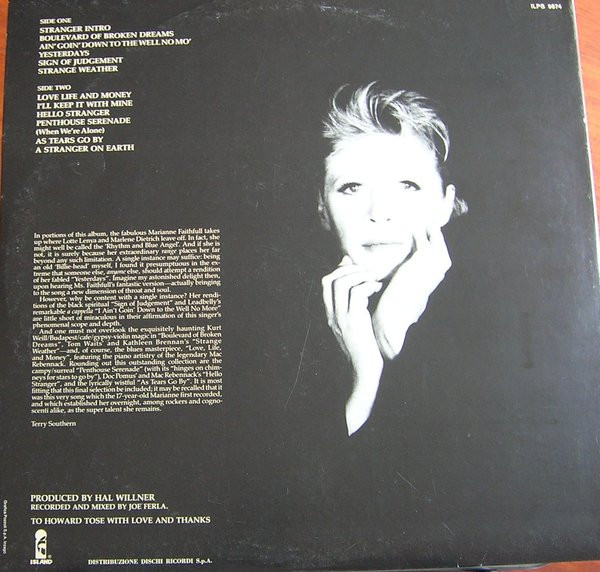 ILPS 9874
SIDE ONE
STRANGER INTRO
BOULEVARD OF BROKEN DREAMS
AIN' GOIN' DOWN TO THE WELL NO MO'
YESTERDAYS
SIGN OF JUDGEMENT
STRANGE WEATHER
SIDE TWO
LOVE LIFE AND MONEY
I'LL KEEP IT WITH MINE
HELLO STRANGER
PENTHOUSE SERENADE
(When We're Alone)
AS TEARS GO BY
A STRANGER ON EARTH
In portions of this album, the fabulous Marianne Faithfull takes
up where Lotte Lenya and Marlene Dietrich leave off. In fact, she
might well be called the 'Rhythm and Blue Angel'. And if she is
not, it is surely because her extraordinary range places her far
beyond any such limitation. A single instance may suffice: being
an old 'Billie-head' myself, I found it presumptuous in the ex-
treme that someone else, anyone else, should attempt a rendition
of her fabled "Yesterdays". Imagine my astonished delight then,
upon hearing Ms. Faithfull's fantastic version—actually bringing
to the song a new dimension of throat and soul.
However, why be content with a single instance? Her rendi-
tions of the black spiritual "Sign of Judgement" and Leadbelly's
remarkable a cappella "I Ain't Goin' Down to the Well No More"
are little short of miraculous in their affirmation of this singer's
phenomenal scope and depth.
And one must not overlook the exquisitely haunting Kurt
Weill/Budapest/cafe/gypsy-violin magic in "Boulevard of Broken
Dreams", Tom Waits' and Kathleen Brennan's "Strange
Weather"—and, of course, the blues masterpiece, "Love, Life,
and Money", featuring the piano artistry of the legendary Mac
Rebennack. Rounding out this outstanding collection are the
campy/surreal "Penthouse Serenade" (with its "hinges on chim-
neys for stars to go by"), Doc Pomus' and Mac Rebennack's "Hello
Stranger", and the lyrically wistful "As Tears Go By". It is most
fitting that this final selection be included; it may be recalled that it
was this very song which the 17-year-old Marianne first recorded,
and which established her overnight, among rockers and cogno-
scenti alike, as the super talent she remains.
Terry Southern
PRODUCED BY HAL WILLNER
RECORDED AND MIXED BY JOE FERLA.
TO HOWARD TOSE WITH LOVE AND THANKS
ISLAND
DISTRIBUZIONE DISCHI RICORDI S.p.A.